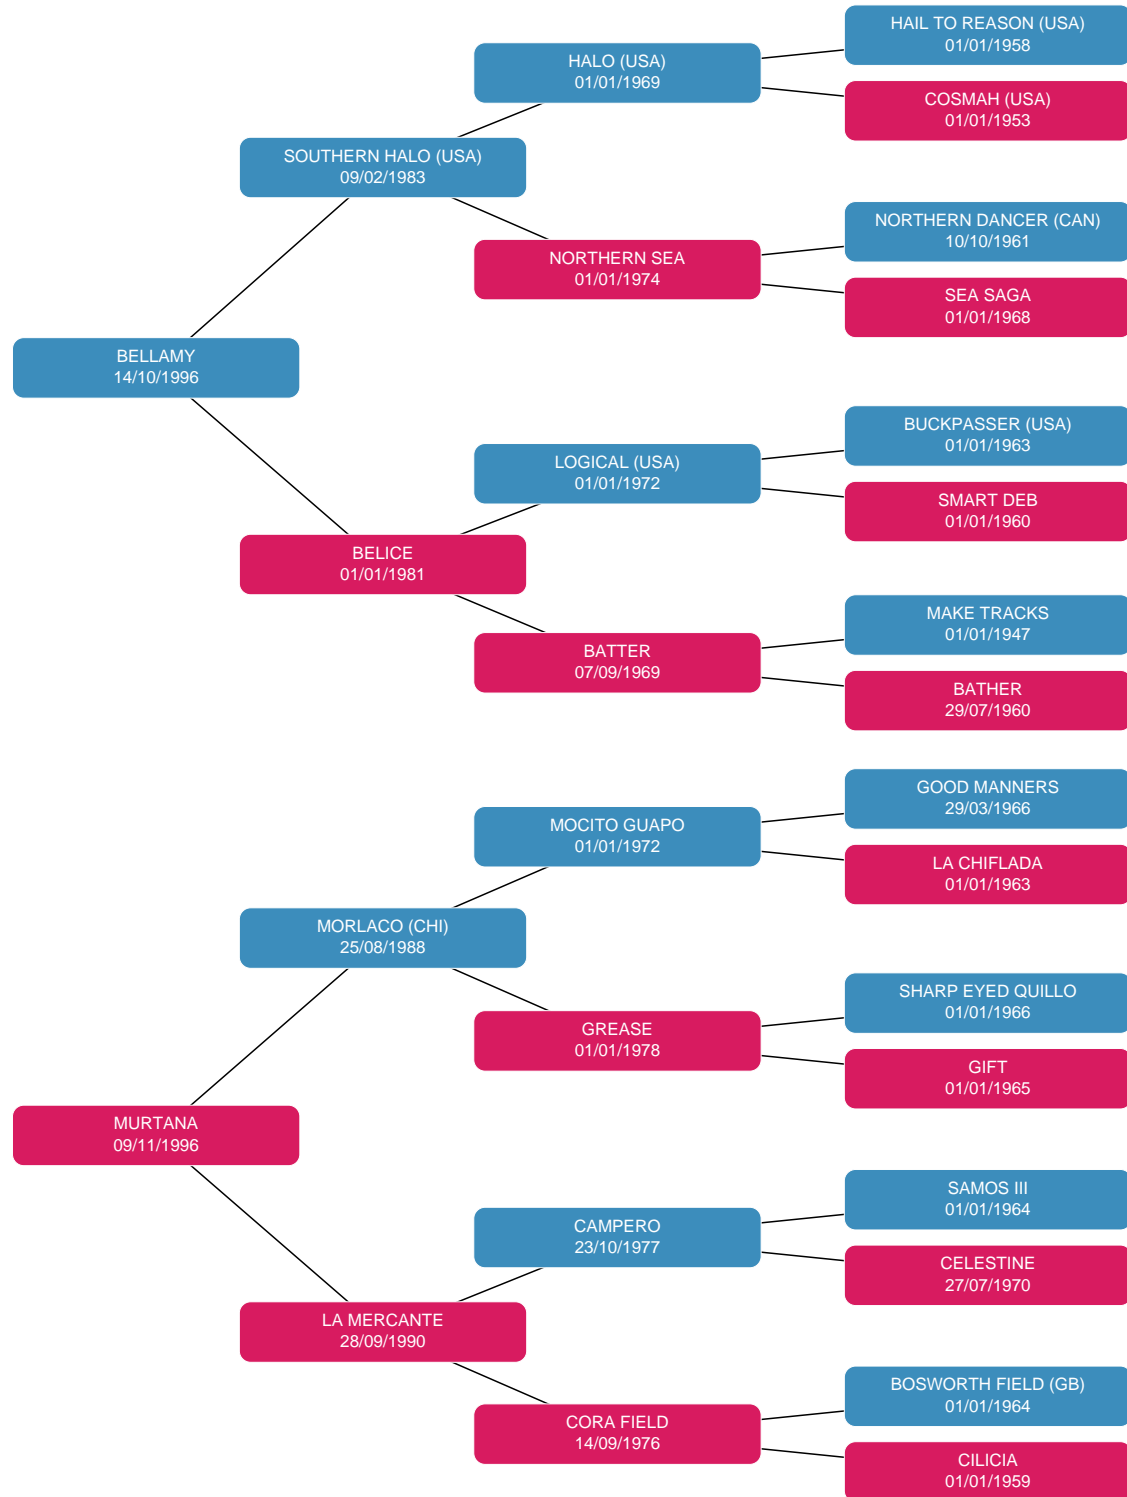 HAIL TO REASON (USA)
01/01/1958
HALO (USA)
01/01/1969
COSMAH (USA)
01/01/1953
SOUTHERN HALO (USA)
09/02/1983
NORTHERN DANCER (CAN)
10/10/1961
NORTHERN SEA
01/01/1974
SEA SAGA
01/01/1968
BELLAMY
14/10/1996
BUCKPASSER (USA)
01/01/1963
LOGICAL (USA)
01/01/1972
SMART DEB
01/01/1960
BELICE
01/01/1981
MAKE TRACKS
01/01/1947
BATTER
07/09/1969
BATHER
29/07/1960
GOOD MANNERS
29/03/1966
MOCITO GUAPO
01/01/1972
LA CHIFLADA
01/01/1963
MORLACO (CHI)
25/08/1988
SHARP EYED QUILLO
01/01/1966
GREASE
01/01/1978
GIFT
01/01/1965
MURTANA
09/11/1996
SAMOS III
01/01/1964
CAMPERO
23/10/1977
CELESTINE
27/07/1970
LA MERCANTE
28/09/1990
BOSWORTH FIELD (GB)
01/01/1964
CORA FIELD
14/09/1976
CILICIA
01/01/1959